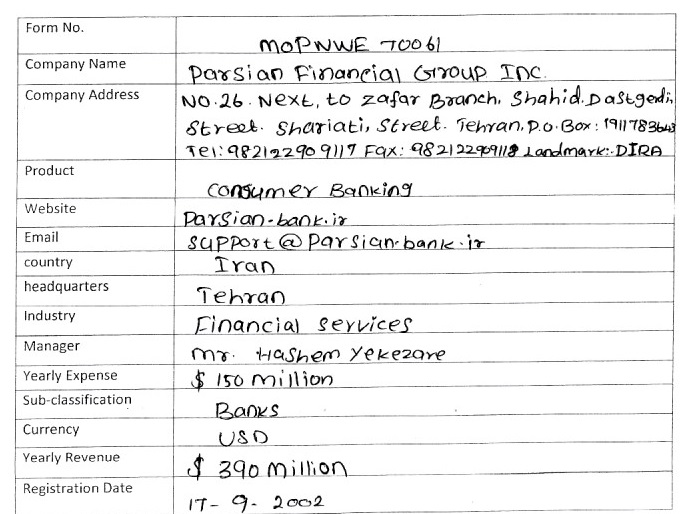 Form No. MOPNWE 70061
Company Name Parsian Financial Group Inc.
Company Address NO.26. Next, to zafar Branch, Shahid.Dastgedi,
Street. Shariati, Street. Tehran, P.O.Box: 1911783643
Tel: 982122909117 Fax: 982122909118 Landmark:-DIRA
Product Consumer Banking
Website Parsian-bank.ir
Email support@parsian-bank.ir
country Iran
headquarters Tehran
Industry Financial services
Manager Mr. Hashem Yekezare
Yearly Expense $ 150 million
Sub-classification Banks
Currency USD
Yearly Revenue $ 390 million
Registration Date 17-9-2002